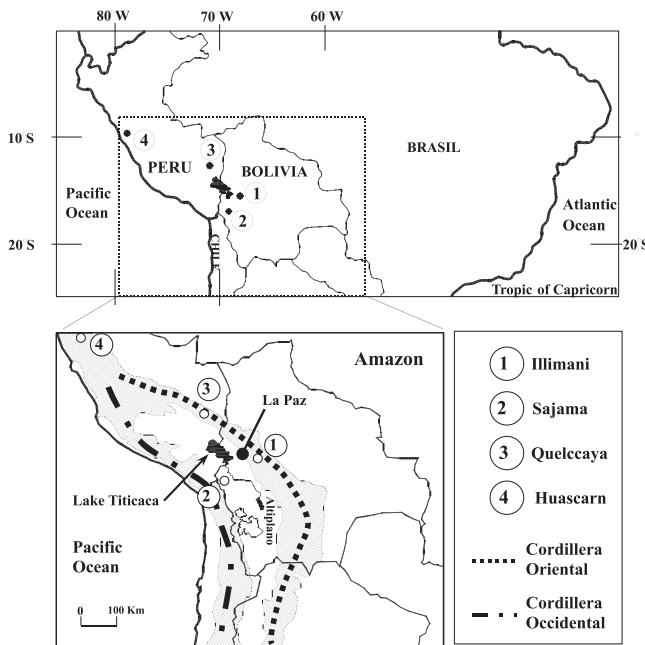 80 W 70 W 60 W
10 S
20 S
20 S
4
3
PERU
BOLIVIA
BRASIL
1
2
CHILE
Pacific
Ocean
Atlantic
Ocean
Tropic of Capricorn
4
Amazon
3
La Paz
1
Lake Titicaca
2
Altiplano
Pacific
Ocean
0 100 Km
1 Illimani
2 Sajama
3 Quelccaya
4 Huascarn
Cordillera
Oriental
Cordillera
Occidental